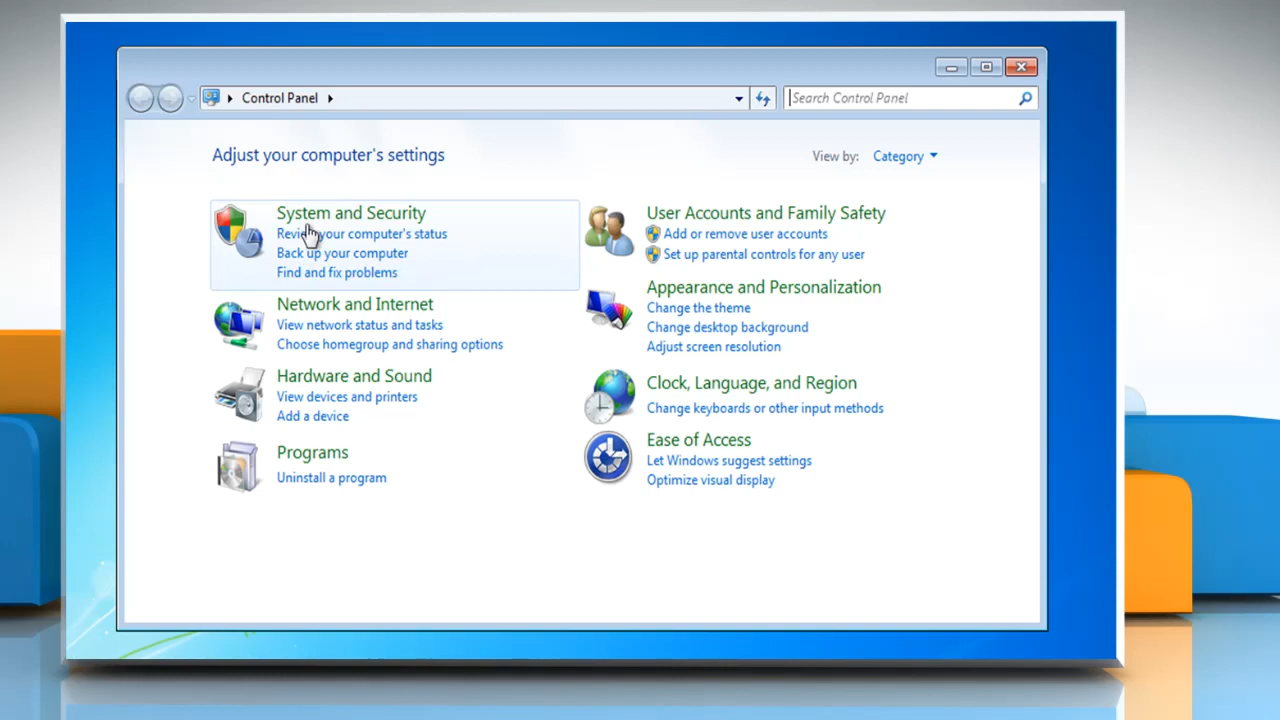 Control Panel
Search Control Panel
Adjust your computer's settings
View by: Category
System and Security
Review your computer's status
Back up your computer
Find and fix problems
Network and Internet
View network status and tasks
Choose homegroup and sharing options
Hardware and Sound
View devices and printers
Add a device
Programs
Uninstall a program
User Accounts and Family Safety
Add or remove user accounts
Set up parental controls for any user
Appearance and Personalization
Change the theme
Change desktop background
Adjust screen resolution
Clock, Language, and Region
Change keyboards or other input methods
Ease of Access
Let Windows suggest settings
Optimize visual display